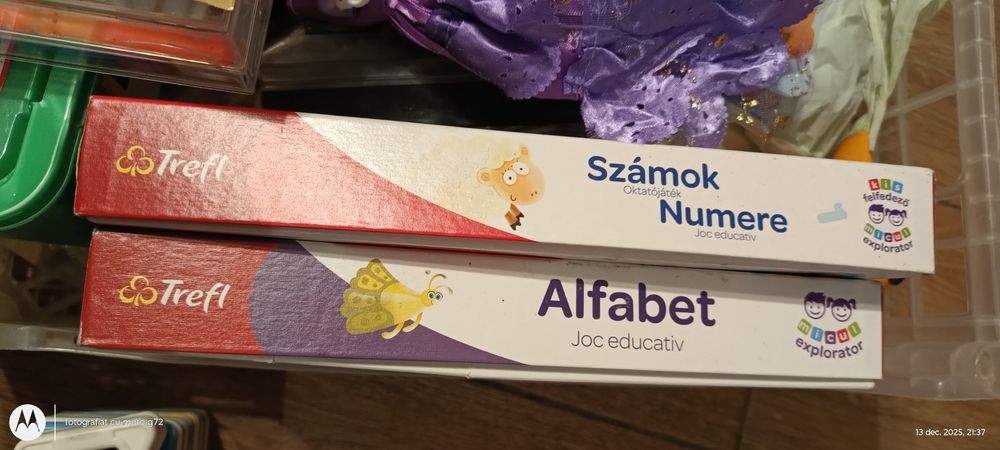 Trefl
Számok
Oktatójáték
Numere
Joc educativ
kis
felfedező
micul
explorator
Trefl
Alfabet
Joc educativ
micul
explorator
fotografiat cu moto g72
13 dec. 2025, 21:37